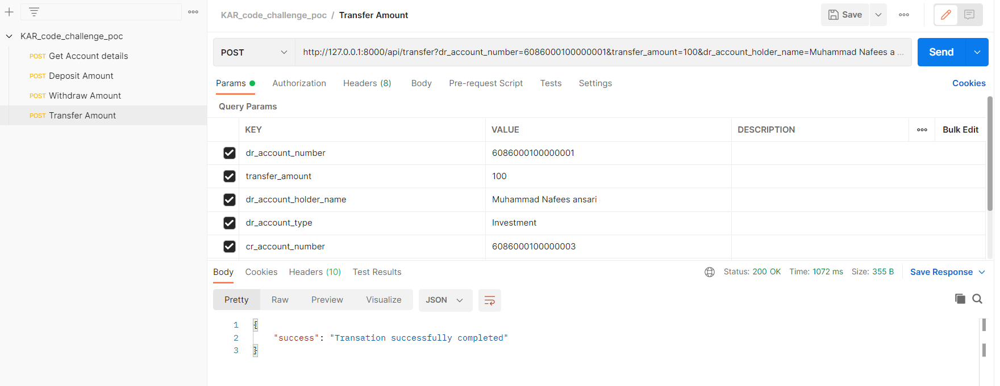 KAR_code_challenge_poc / Transfer Amount
Save
KAR_code_challenge_poc
POST Get Account details
POST Deposit Amount
POST Withdraw Amount
POST Transfer Amount
POST http://127.0.0.1:8000/api/transfer?dr_account_number=6086000100000001&transfer_amount=100&dr_account_holder_name=Muhammad Nafees a ...
Send
Params Authorization Headers (8) Body Pre-request Script Tests Settings Cookies
Query Params
KEY VALUE DESCRIPTION Bulk Edit
dr_account_number 6086000100000001
transfer_amount 100
dr_account_holder_name Muhammad Nafees ansari
dr_account_type Investment
cr_account_number 6086000100000003
Body Cookies Headers (10) Test Results Status: 200 OK Time: 1072 ms Size: 355 B Save Response
Pretty Raw Preview Visualize JSON
1 {
2 "success": "Transation successfully completed"
3 }